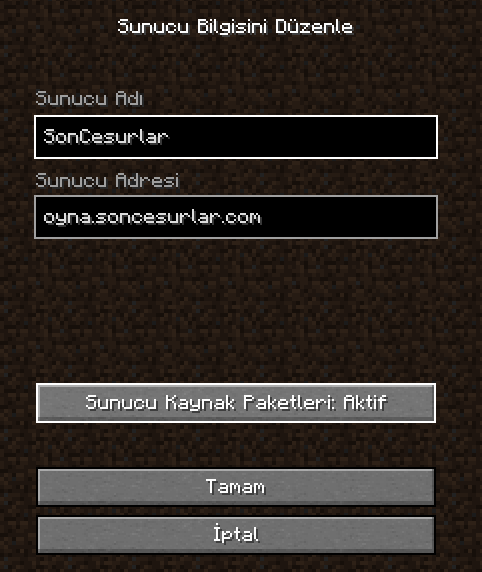 Sunucu Bilgisini Düzenle
Sunucu Adı
SonCesurlar
Sunucu Adresi
oyna.soncesurlar.com
Sunucu Kaynak Paketleri: Aktif
Tamam
İptal